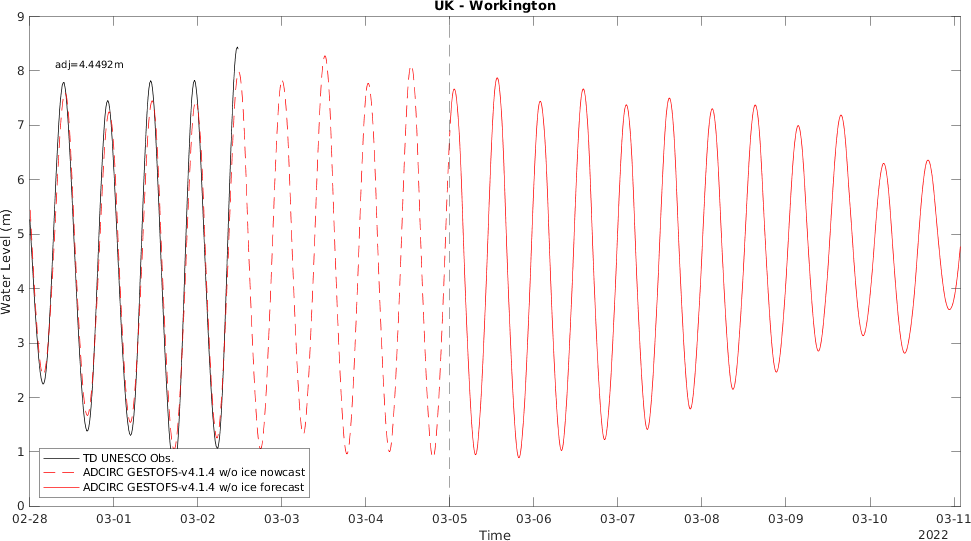 UK - Workington
9
8
7
6
5
4
3
2
1
0
adj=4.4492m
Water Level (m)
TD UNESCO Obs.
ADCIRC GESTOFS-v4.1.4 w/o ice nowcast
ADCIRC GESTOFS-v4.1.4 w/o ice forecast
02-28 03-01 03-02 03-03 03-04 03-05 03-06 03-07 03-08 03-09 03-10 03-11
Time
2022